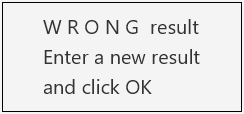 W R O N G  result
Enter a new result
and click OK